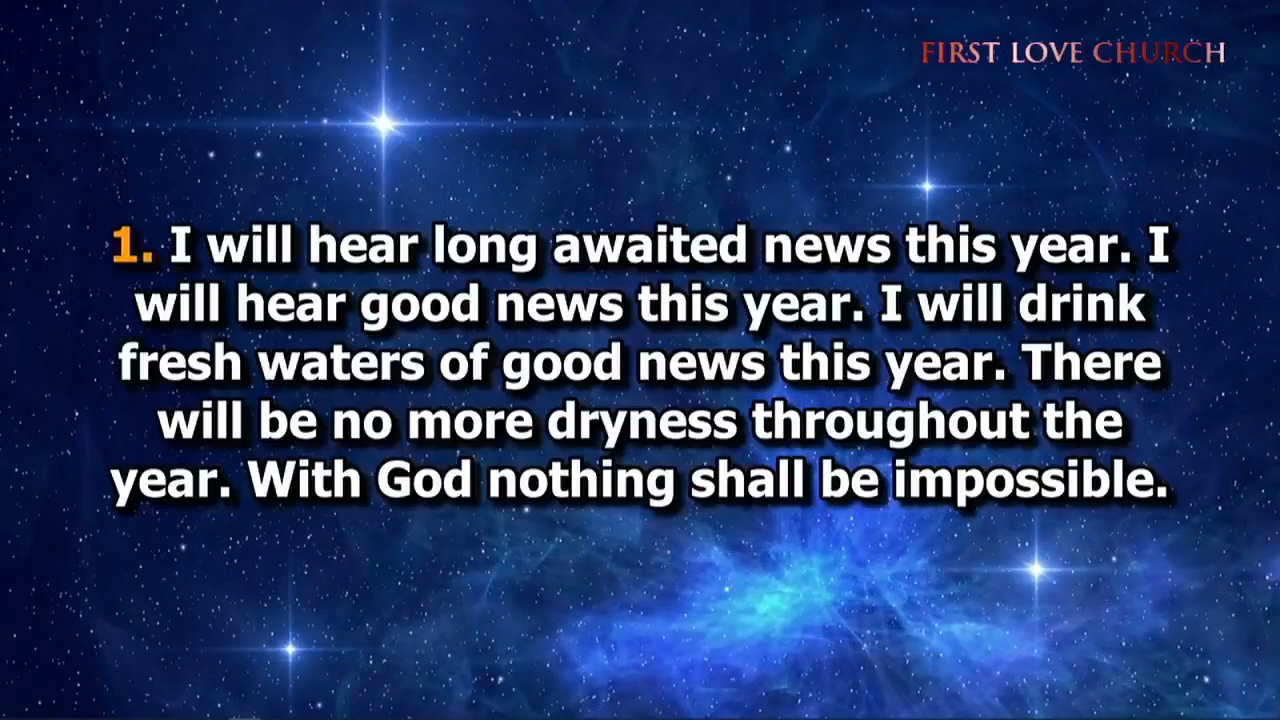 FIRST LOVE CHURCH
1. I will hear long awaited news this year. I
will hear good news this year. I will drink
fresh waters of good news this year. There
will be no more dryness throughout the
year. With God nothing shall be impossible.